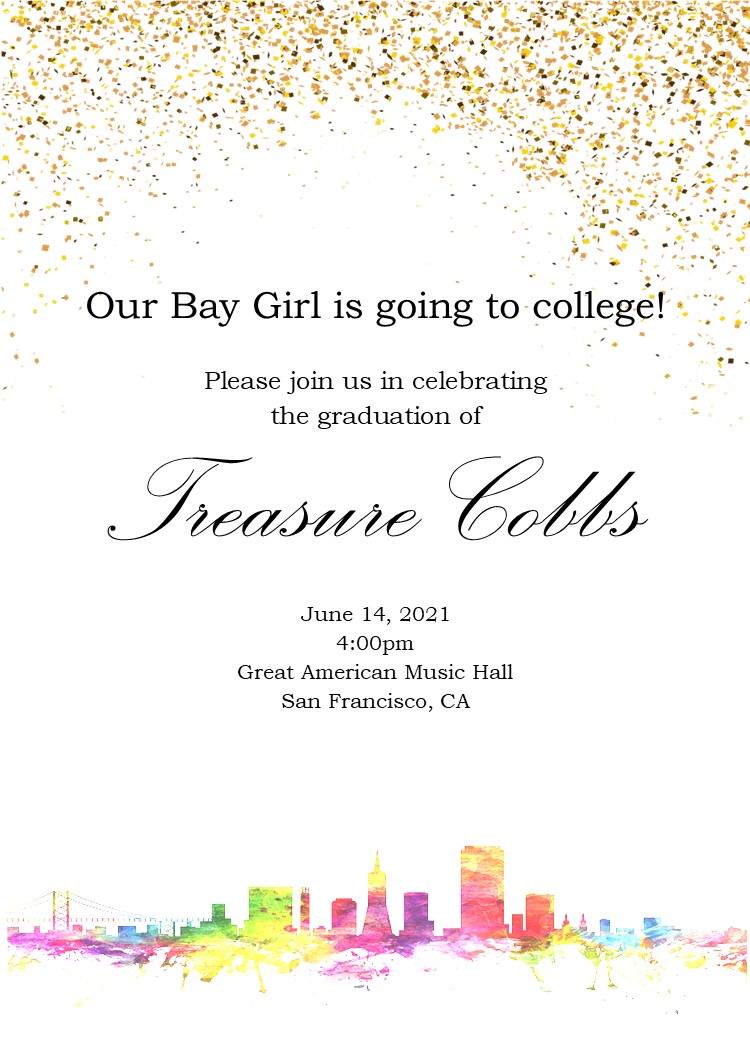 Our Bay Girl is going to college!
Please join us in celebrating
the graduation of
Treasure Cobbs
June 14, 2021
4:00pm
Great American Music Hall
San Francisco, CA